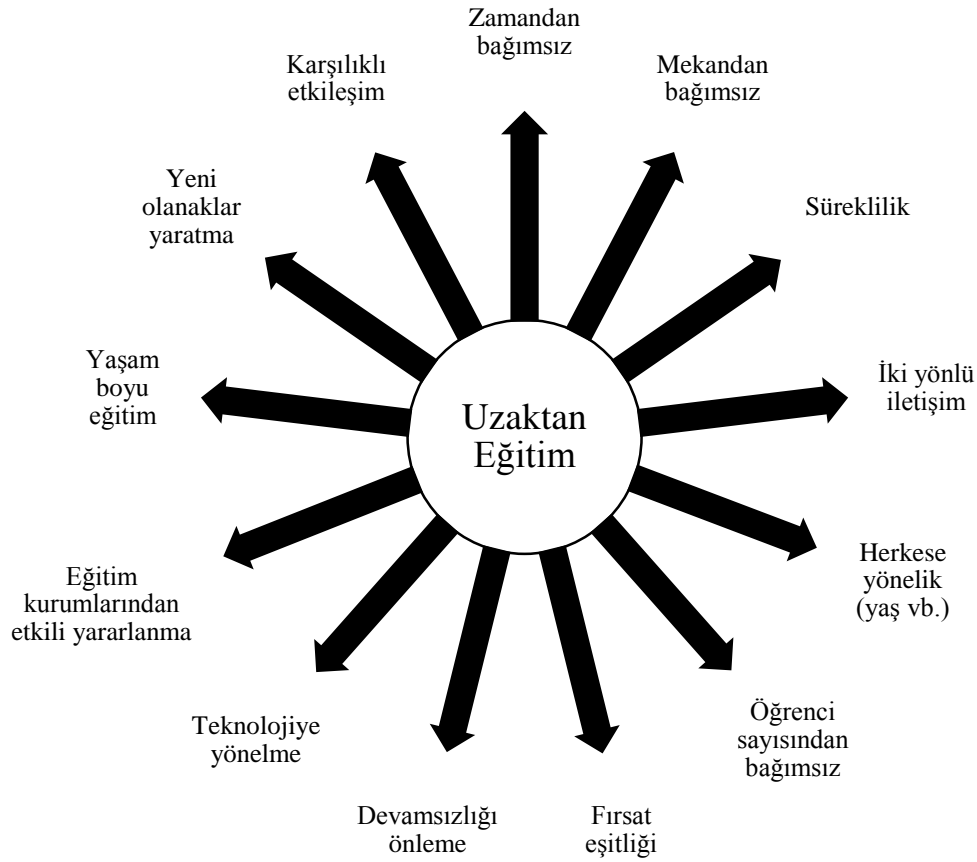 Zamandan
bağımsız
Mekandan
bağımsız
Süreklilik
İki yönlü
iletişim
Herkese
yönelik
(yaş vb.)
Öğrenci
sayısından
bağımsız
Fırsat
eşitliği
Devamsızlığı
önleme
Teknolojiye
yönelme
Eğitim
kurumlarından
etkili yararlanma
Yaşam
boyu
eğitim
Yeni
olanaklar
yaratma
Karşılıklı
etkileşim
Uzaktan
Eğitim